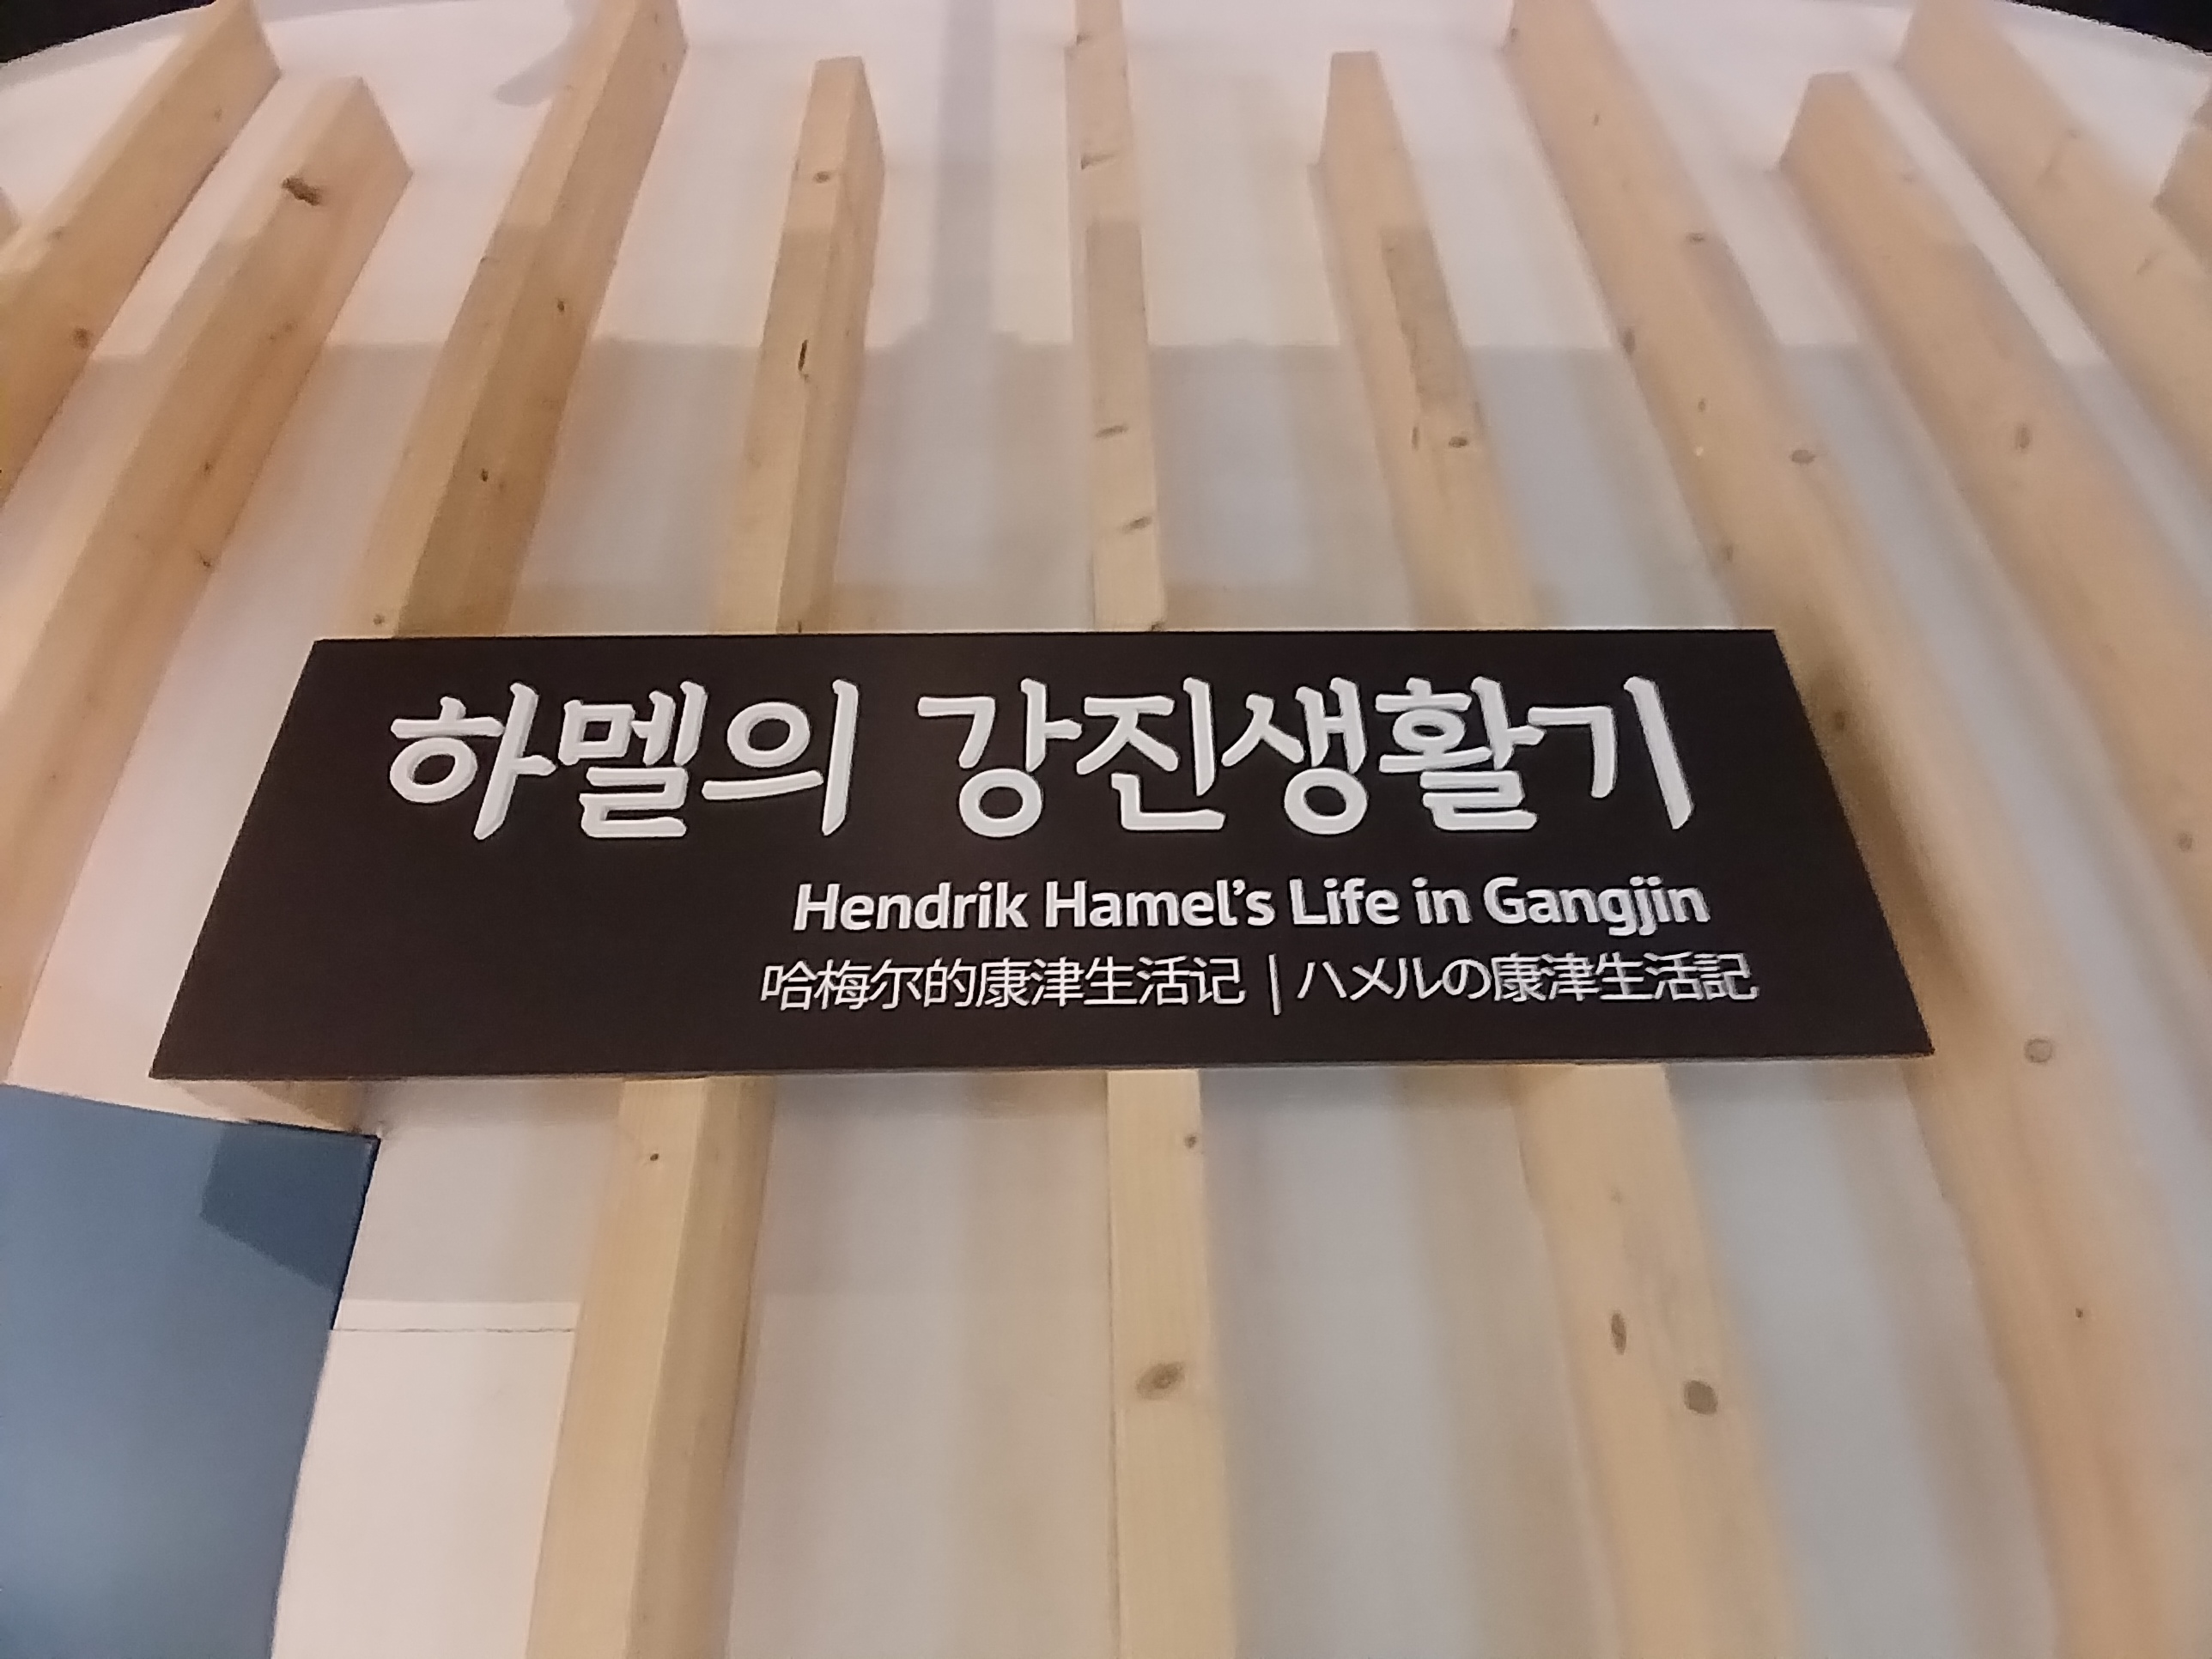 하멜의 강진생활기
Hendrik Hamel's Life in Gangjin
哈梅尔的康津生活记 | ハメルの康津生活記